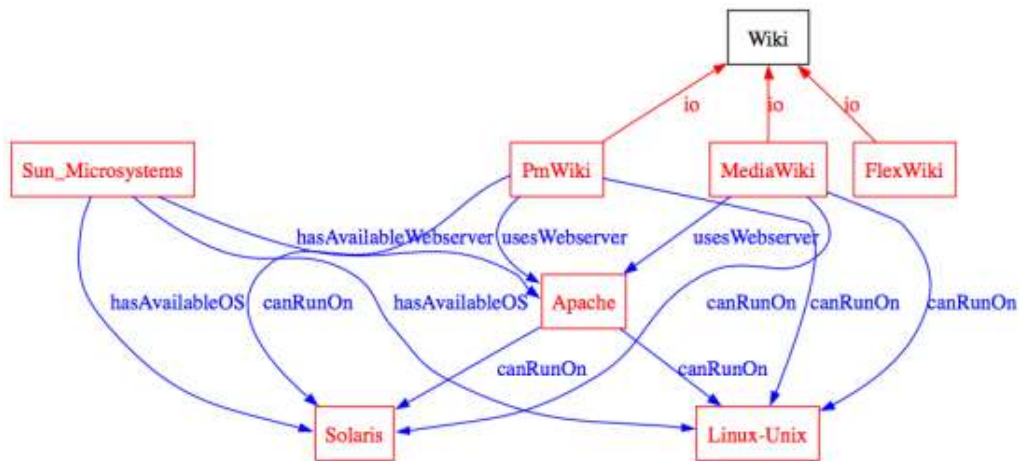 Wiki
io io io
Sun_Microsystems PmWiki MediaWiki FlexWiki
hasAvailableWebserver usesWebserver usesWebserver
hasAvailableOS canRunOn hasAvailableOS Apache canRunOn canRunOn canRunOn
canRunOn canRunOn
Solaris Linux-Unix